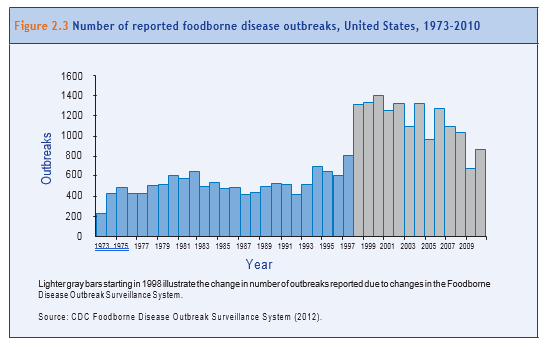 Figure 2.3 Number of reported foodborne disease outbreaks, United States, 1973-2010
1600
1400
1200
1000
800
600
400
200
0
Outbreaks
1973 1975 1977 1979 1981 1983 1985 1987 1989 1991 1993 1995 1997 1999 2001 2003 2005 2007 2009
Year
Lighter gray bars starting in 1998 illustrate the change in number of outbreaks reported due to changes in the Foodborne
Disease Outbreak Surveillance System.
Source: CDC Foodborne Disease Outbreak Surveillance System (2012).